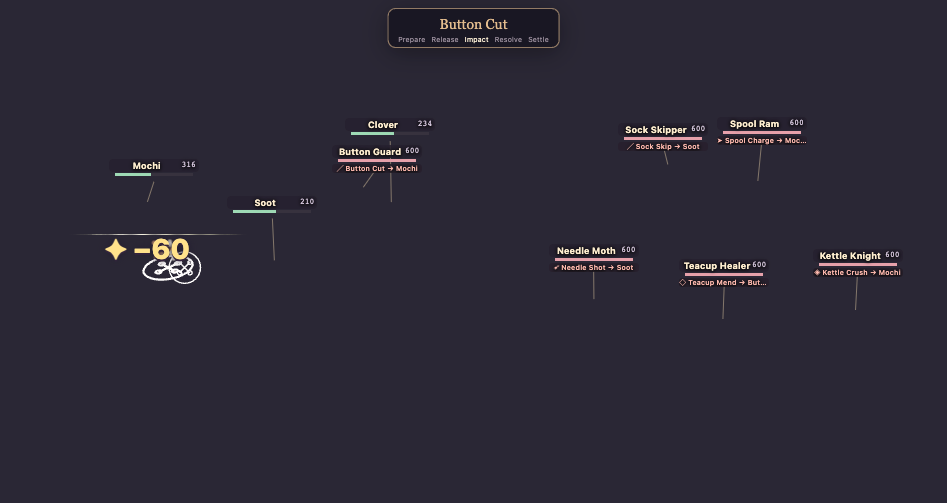 Button Cut
Prepare Release Impact Resolve Settle
Clover 234
Sock Skipper 600
Sock Skip → Soot
Spool Ram 600
Spool Charge → Moc...
Button Guard 600
Button Cut → Mochi
Mochi 316
Soot 210
-60
Needle Moth 600
Needle Shot → Soot
Teacup Healer 600
Teacup Mend → But...
Kettle Knight 600
Kettle Crush → Mochi